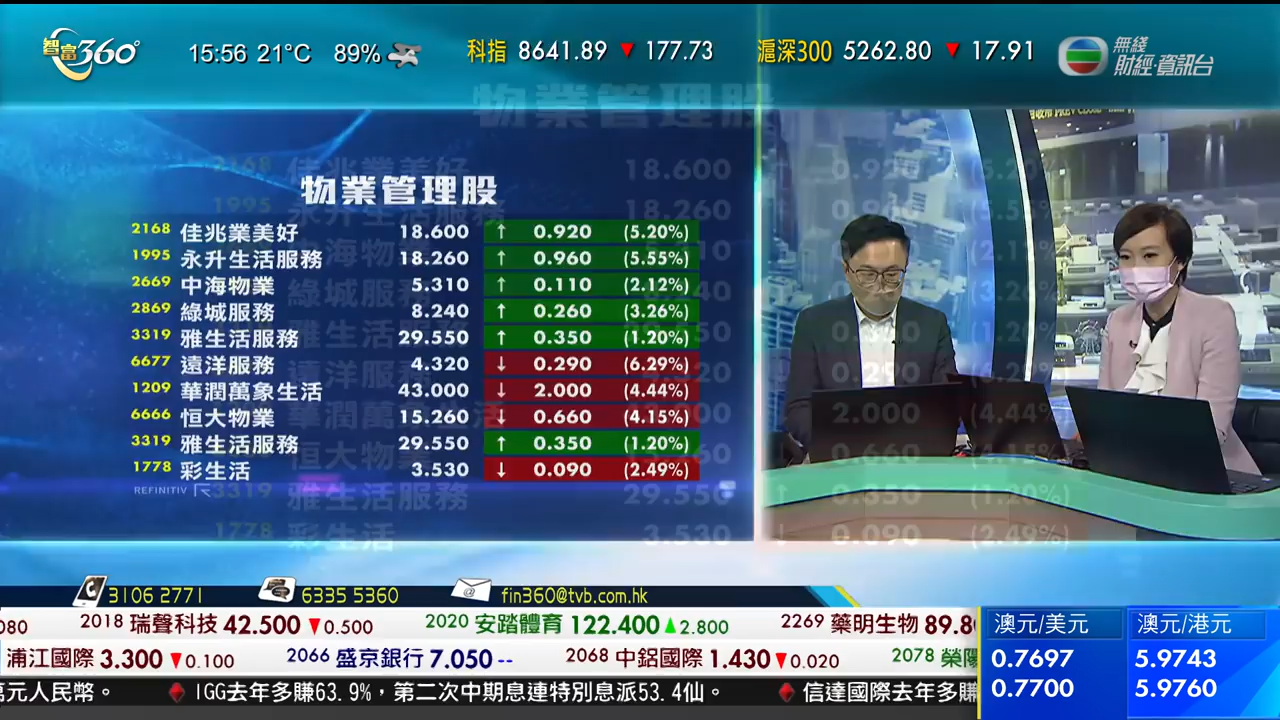 智富360°
15:56 21°C 89% 科指 8641.89 ▼ 177.73 滬深300 5262.80 ▼ 17.91
無綫
財經·資訊台
物業管理股
2168 佳兆業美好 18.600 ↑ 0.920 (5.20%)
1995 永升生活服務 18.260 ↑ 0.960 (5.55%)
2669 中海物業 5.310 ↑ 0.110 (2.12%)
2869 綠城服務 8.240 ↑ 0.260 (3.26%)
3319 雅生活服務 29.550 ↑ 0.350 (1.20%)
6677 遠洋服務 4.320 ↓ 0.290 (6.29%)
1209 華潤萬象生活 43.000 ↓ 2.000 (4.44%)
6666 恒大物業 15.260 ↓ 0.660 (4.15%)
3319 雅生活服務 29.550 ↑ 0.350 (1.20%)
1778 彩生活 3.530 ↓ 0.090 (2.49%)
REFINITIV
3106 2771 6335 5360 fin360@tvb.com.hk
080 2018 瑞聲科技 42.500 ▼0.500 2020 安踏體育 122.400 ▲2.800 2269 藥明生物 89.8
浦江國際 3.300 ▼0.100 2066 盛京銀行 7.050 -- 2068 中鋁國際 1.430 ▼0.020 2078 榮陽
萬元人民幣。 ◆ IGG去年多賺63.9%，第二次中期息連特別息派53.4仙。 ◆ 信達國際去年多賺
澳元/美元 澳元/港元
0.7697 5.9743
0.7700 5.9760